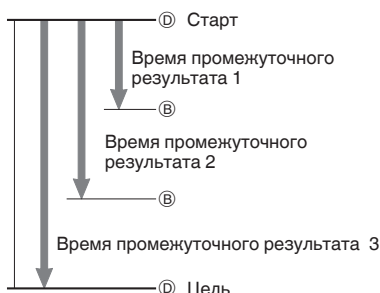 Ⓓ Старт
Время промежуточного
результата 1
Ⓑ
Время промежуточного
результата 2
Ⓑ
Время промежуточного результата 3
Ⓓ Цель